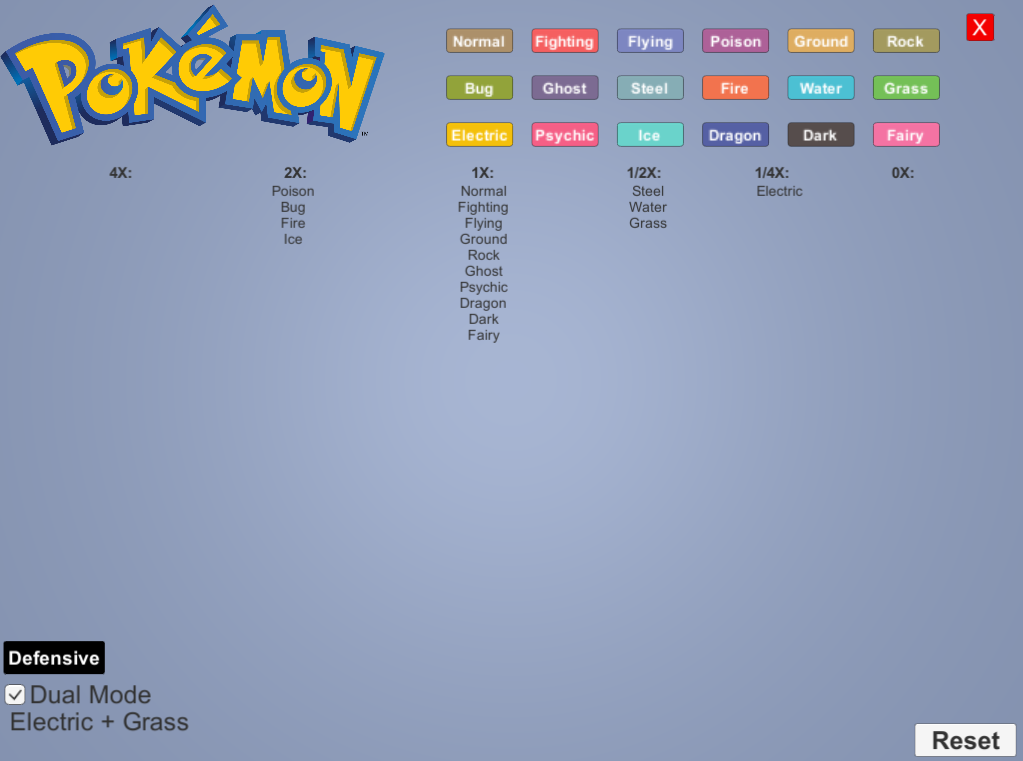 POKéMON
TM
Normal Fighting Flying Poison Ground Rock X
Bug Ghost Steel Fire Water Grass
Electric Psychic Ice Dragon Dark Fairy
4X: 2X: 1X: 1/2X: 1/4X: 0X:
Poison Normal Steel Electric
Bug Fighting Water
Fire Flying Grass
Ice Ground
Rock
Ghost
Psychic
Dragon
Dark
Fairy
Defensive
Dual Mode
Electric + Grass
Reset